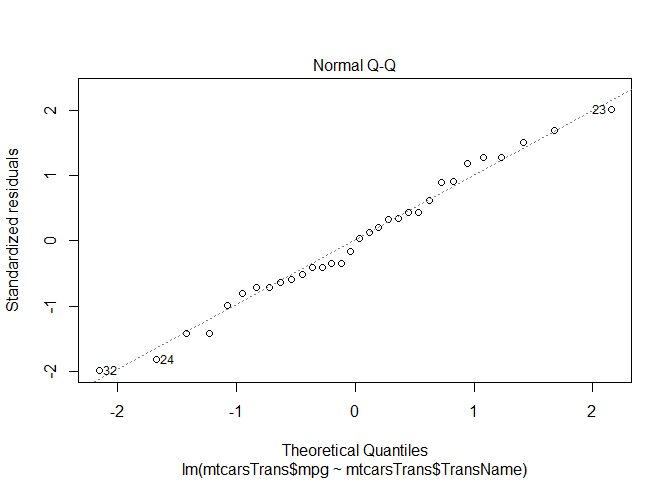 Normal Q-Q
Standardized residuals
2
1
0
-1
-2
23
24
32
-2 -1 0 1 2
Theoretical Quantiles
lm(mtcarsTrans$mpg ~ mtcarsTrans$TransName)